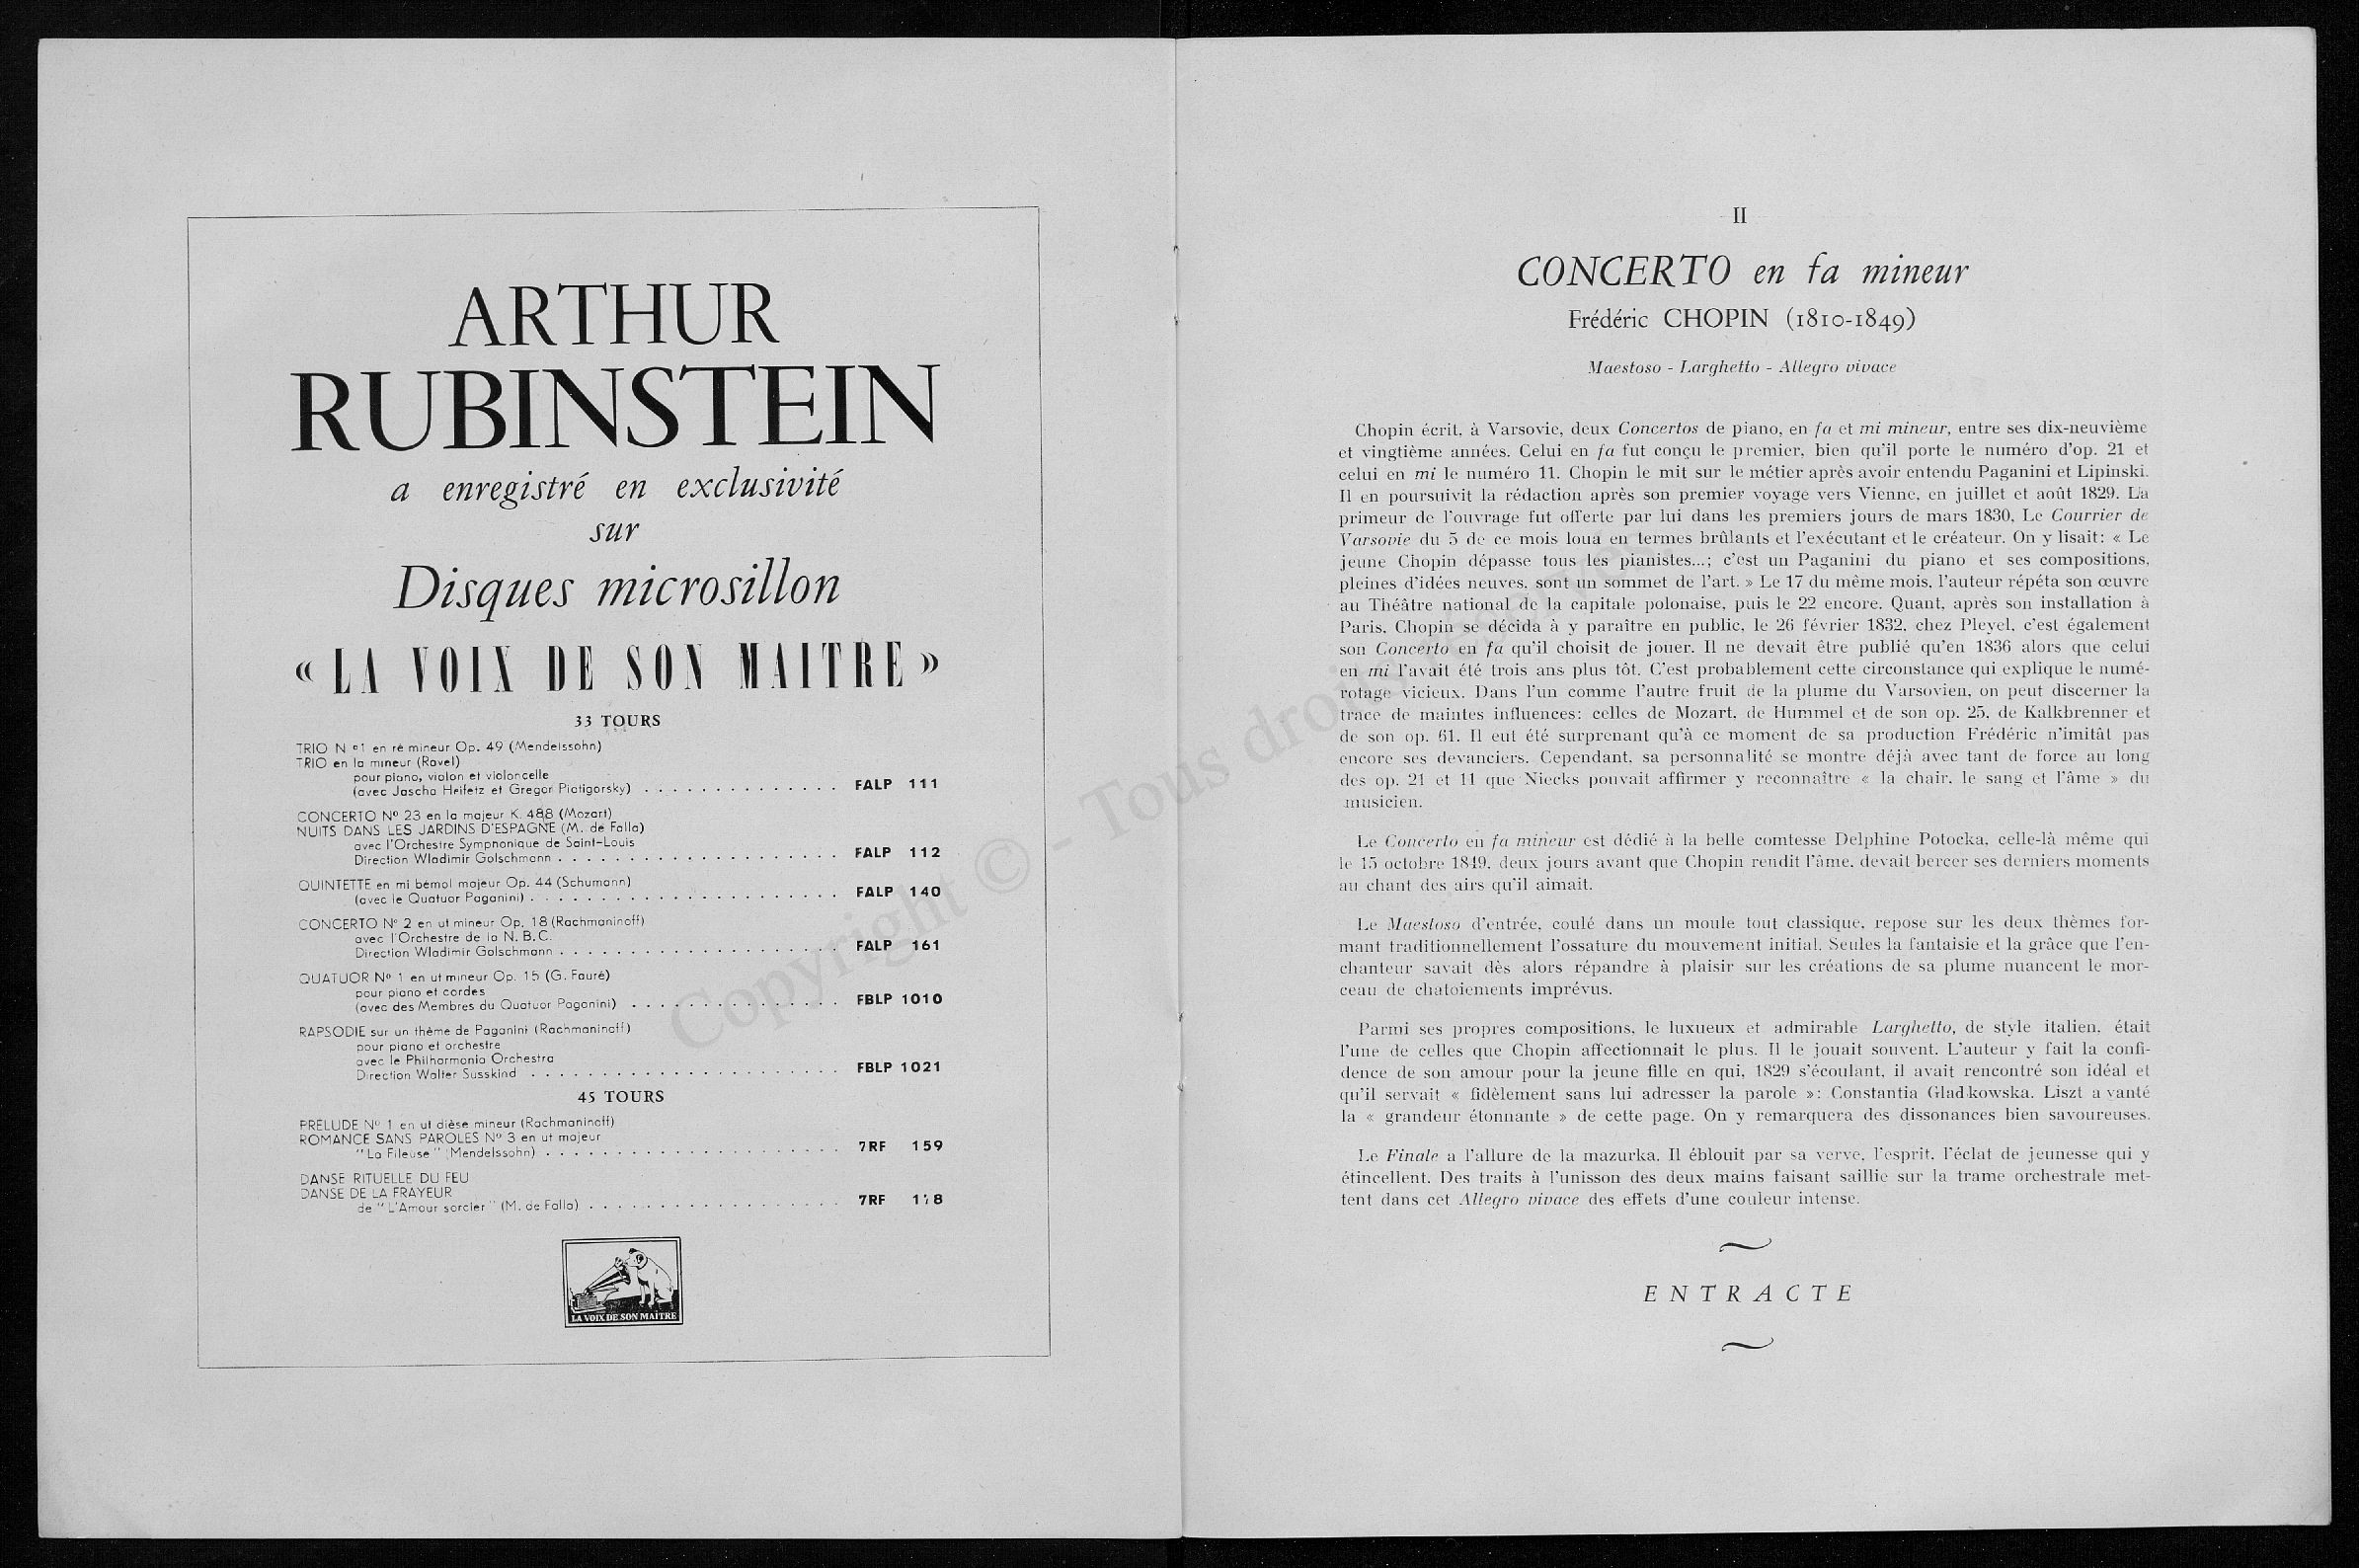 ARTHUR
RUBINSTEIN
a enregistré en exclusivité
sur
Disques microsillon
« LA VOIX DE SON MAITRE »
33 TOURS
TRIO N º1 en ré mineur Op. 49 (Mendelssohn)
TRIO en la mineur (Ravel)
pour piano, violon et violoncelle
(avec Jascha Heifetz et Gregor Piatigorsky) . . . . . . . . . . . . . . FALP 111
CONCERTO Nº 23 en la majeur K. 488 (Mozart)
NUITS DANS LES JARDINS D'ESPAGNE (M. de Falla)
avec l'Orchestre Symphonique de Saint-Louis
Direction Wladimir Golschmann . . . . . . . . . . . . . . . . . . . . FALP 112
QUINTETTE en mi bémol majeur Op. 44 (Schumann)
(avec le Quatuor Paganini) . . . . . . . . . . . . . . . . . . . . . . FALP 140
CONCERTO Nº 2 en ut mineur Op. 18 (Rachmaninoff)
avec l'Orchestre de la N. B. C.
Direction Wladimir Golschmann . . . . . . . . . . . . . . . . . . . . FALP 161
QUATUOR Nº 1 en ut mineur Op. 15 (G. Fauré)
pour piano et cordes
(avec des Membres du Quatuor Paganini) . . . . . . . . . . . . . . . FBLP 1010
RAPSODIE sur un thème de Paganini (Rachmaninoff)
pour piano et orchestre
avec le Philharmonia Orchestra
Direction Walter Susskind . . . . . . . . . . . . . . . . . . . . . . FBLP 1021
45 TOURS
PRÉLUDE Nº 1 en ut dièse mineur (Rachmaninoff)
ROMANCE SANS PAROLES Nº 3 en ut majeur
"La Fileuse" (Mendelssohn) . . . . . . . . . . . . . . . . . . . . . 7RF 159
DANSE RITUELLE DU FEU
DANSE DE LA FRAYEUR
de "L'Amour sorcier" (M. de Falla) . . . . . . . . . . . . . . . . . . 7RF
LA VOIX DE SON MAÎTRE
II
CONCERTO en fa mineur
Frédéric CHOPIN (1810-1849)
Maestoso - Larghetto - Allegro vivace
Chopin écrit, à Varsovie, deux Concertos de piano, en fa et mi mineur, entre ses dix-neuvième
et vingtième années. Celui en fa fut conçu le premier, bien qu'il porte le numéro d'op. 21 et
celui en mi le numéro 11. Chopin le mit sur le métier après avoir entendu Paganini et Lipinski.
Il en poursuivit la rédaction après son premier voyage vers Vienne, en juillet et août 1829. La
primeur de l'ouvrage fut offerte par lui dans les premiers jours de mars 1830, Le Courrier de
Varsovie du 5 de ce mois loua en termes brûlants et l'exécutant et le créateur. On y lisait: « Le
jeune Chopin dépasse tous les pianistes...; c'est un Paganini du piano et ses compositions,
pleines d'idées neuves, sont un sommet de l'art. » Le 17 du même mois, l'auteur répéta son œuvre
au Théâtre national de la capitale polonaise, puis le 22 encore. Quant, après son installation à
Paris, Chopin se décida à y paraître en public, le 26 février 1832, chez Pleyel, c'est également
son Concerto en fa qu'il choisit de jouer. Il ne devait être publié qu'en 1836 alors que celui
en mi l'avait été trois ans plus tôt. C'est probablement cette circonstance qui explique le numé-
rotage vicieux. Dans l'un comme l'autre fruit de la plume du Varsovien, on peut discerner la
trace de maintes influences: celles de Mozart, de Hummel et de son op. 25, de Kalkbrenner et
de son op. 61. Il eut été surprenant qu'à ce moment de sa production Frédéric n'imitât pas
encore ses devanciers. Cependant, sa personnalité se montre déjà avec tant de force au long
des op. 21 et 11 que Niecks pouvait affirmer y reconnaître « la chair, le sang et l'âme » du
musicien.
Le Concerto en fa mineur est dédié à la belle comtesse Delphine Potocka, celle-là même qui
le 15 octobre 1849, deux jours avant que Chopin rendit l'âme, devait bercer ses derniers moments
au chant des airs qu'il aimait.
Le Maestoso d'entrée, coulé dans un moule tout classique, repose sur les deux thèmes for-
mant traditionnellement l'ossature du mouvement initial. Seules la fantaisie et la grâce que l'en-
chanteur savait dès alors répandre à plaisir sur les créations de sa plume nuancent le mor-
ceau de chatoiements imprévus.
Parmi ses propres compositions, le luxueux et admirable Larghetto, de style italien, était
l'une de celles que Chopin affectionnait le plus. Il le jouait souvent. L'auteur y fait la confi-
dence de son amour pour la jeune fille en qui, 1829 s'écoulant, il avait rencontré son idéal et
qu'il servait « fidèlement sans lui adresser la parole »: Constantia Gladkowska. Liszt a vanté
la « grandeur étonnante » de cette page. On y remarquera des dissonances bien savoureuses.
Le Finale a l'allure de la mazurka. Il éblouit par sa verve, l'esprit, l'éclat de jeunesse qui y
étincellent. Des traits à l'unisson des deux mains faisant saillie sur la trame orchestrale met-
tent dans cet Allegro vivace des effets d'une couleur intense.
ENTRACTE
Copyright © - Tous droits réservés